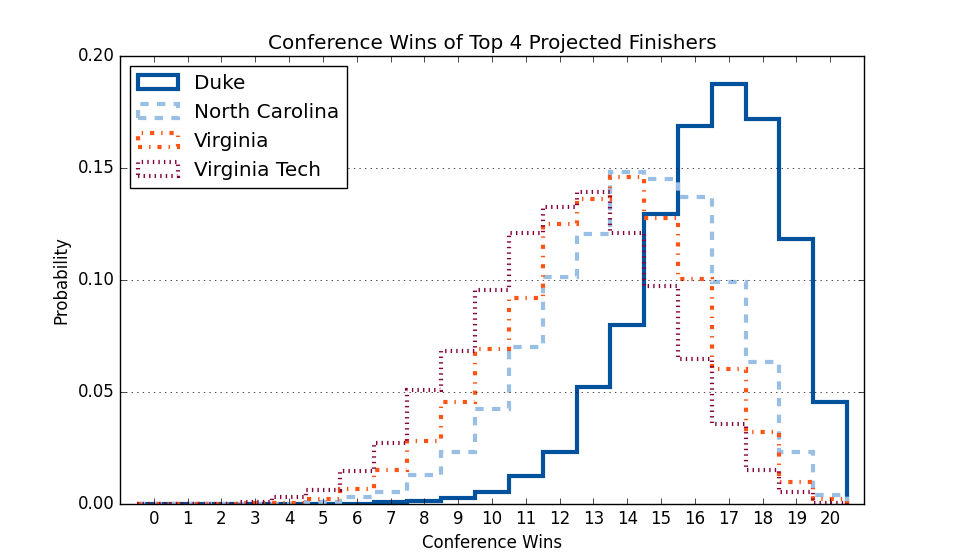 Conference Wins of Top 4 Projected Finishers
0.20
Duke
North Carolina
Virginia
Virginia Tech
0.15
0.10
0.05
0.00
Probability
0 1 2 3 4 5 6 7 8 9 10 11 12 13 14 15 16 17 18 19 20
Conference Wins